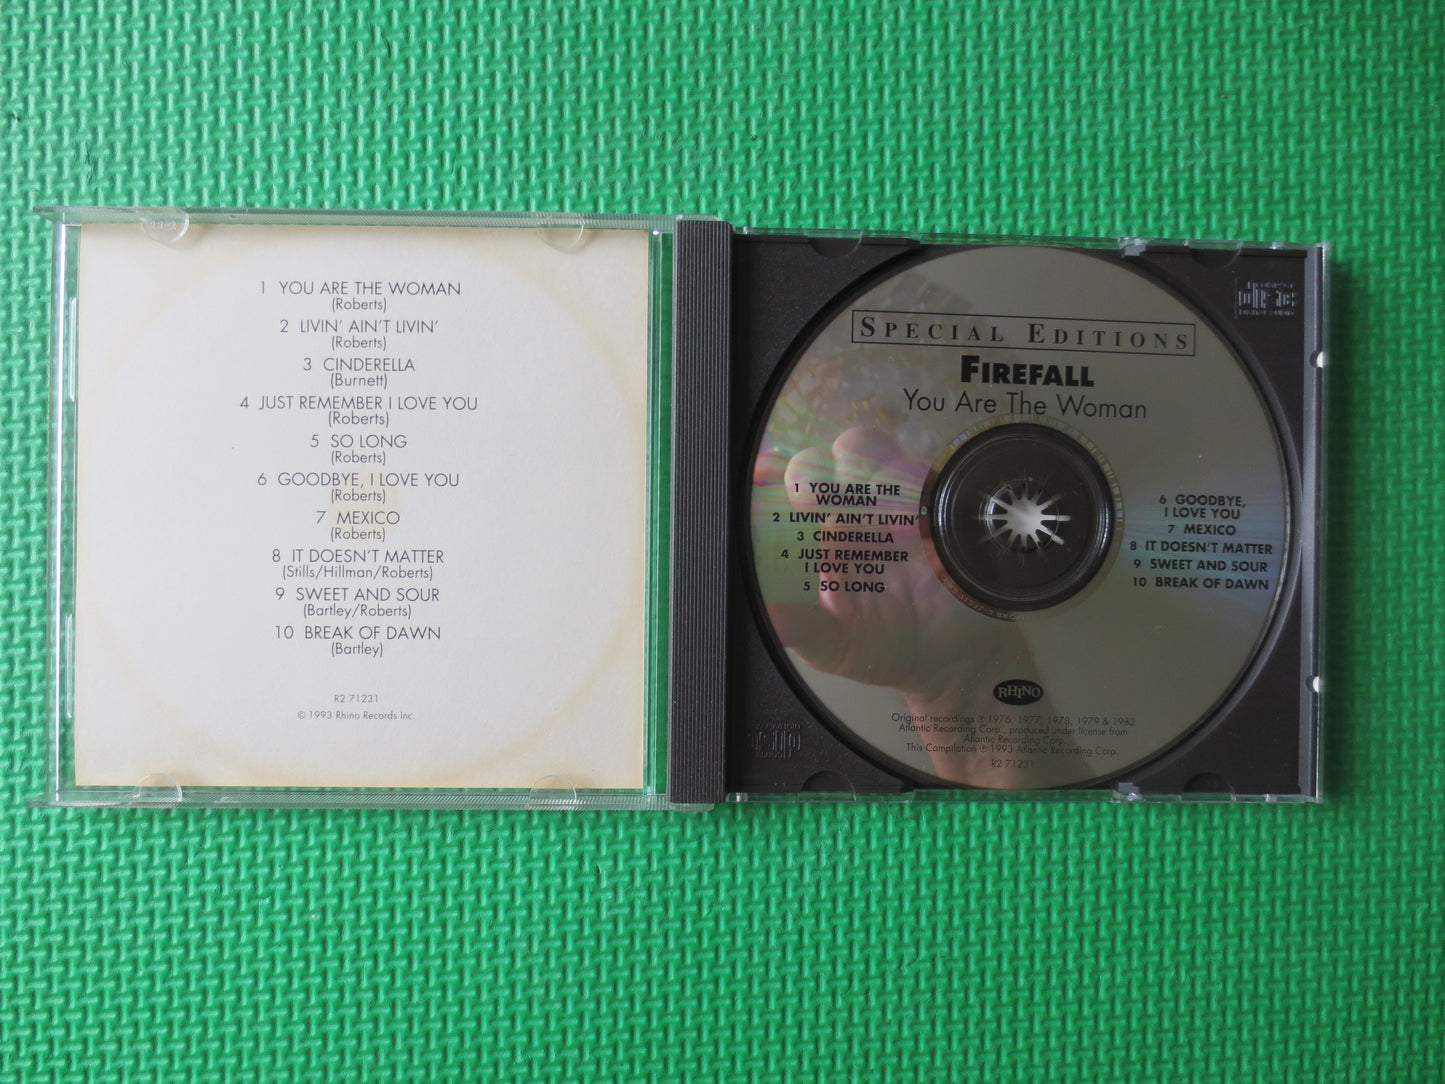 1 YOU ARE THE WOMAN
(Roberts)
2 LIVIN' AIN'T LIVIN'
(Roberts)
3 CINDERELLA
(Burnett)
4 JUST REMEMBER I LOVE YOU
(Roberts)
5 SO LONG
(Roberts)
6 GOODBYE, I LOVE YOU
(Roberts)
7 MEXICO
(Roberts)
8 IT DOESN'T MATTER
(Stills/Hillman/Roberts)
9 SWEET AND SOUR
(Bartley/Roberts)
10 BREAK OF DAWN
(Bartley)
R2 71231
© 1993 Rhino Records Inc.
SPECIAL EDITIONS
FIREFALL
You Are The Woman
1 YOU ARE THE
WOMAN
2 LIVIN' AIN'T LIVIN'
3 CINDERELLA
4 JUST REMEMBER
I LOVE YOU
5 SO LONG
6 GOODBYE,
I LOVE YOU
7 MEXICO
8 IT DOESN'T MATTER
9 SWEET AND SOUR
10 BREAK OF DAWN
RHINO
Original recordings ℗ 1976, 1977, 1978, 1979 & 1982
Atlantic Recording Corp., produced under license from
Atlantic Recording Corp.
This Compilation ℗ 1993 Atlantic Recording Corp.
R2 71231
COMPACT
disc
DIGITAL AUDIO